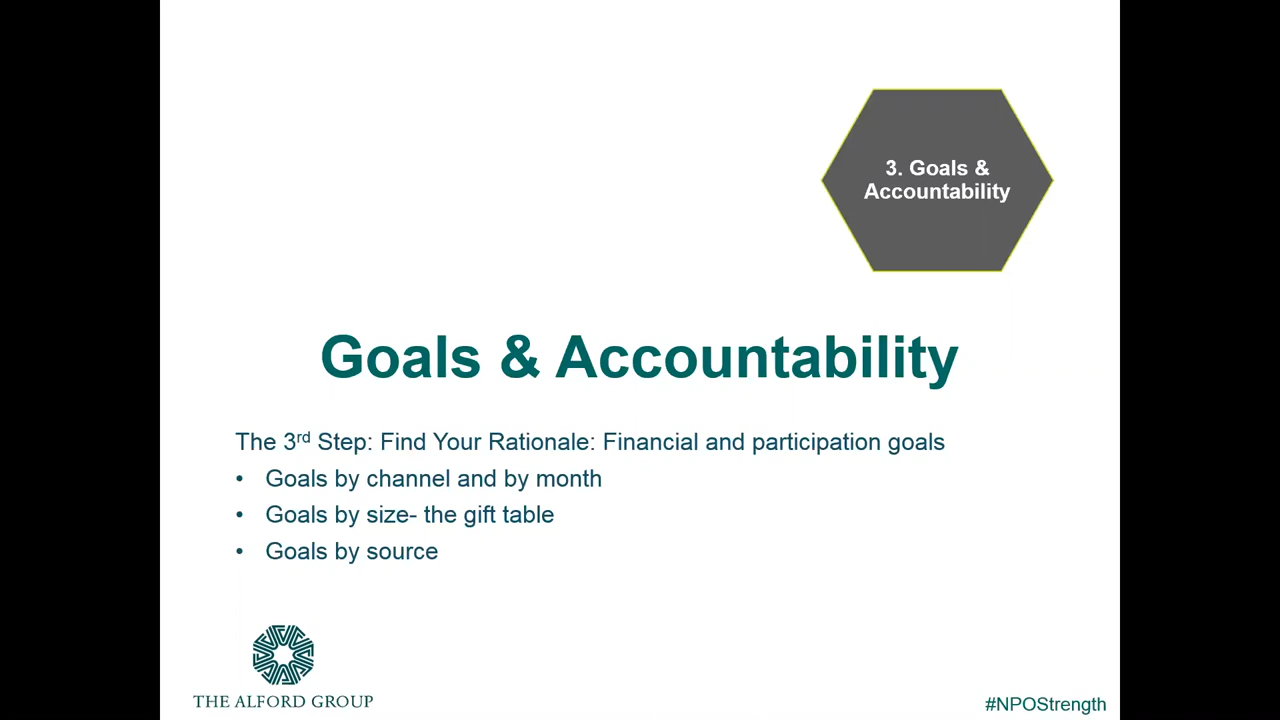 3. Goals &
Accountability
Goals & Accountability
The 3rd Step: Find Your Rationale: Financial and participation goals
• Goals by channel and by month
• Goals by size- the gift table
• Goals by source
THE ALFORD GROUP
#NPOStrength